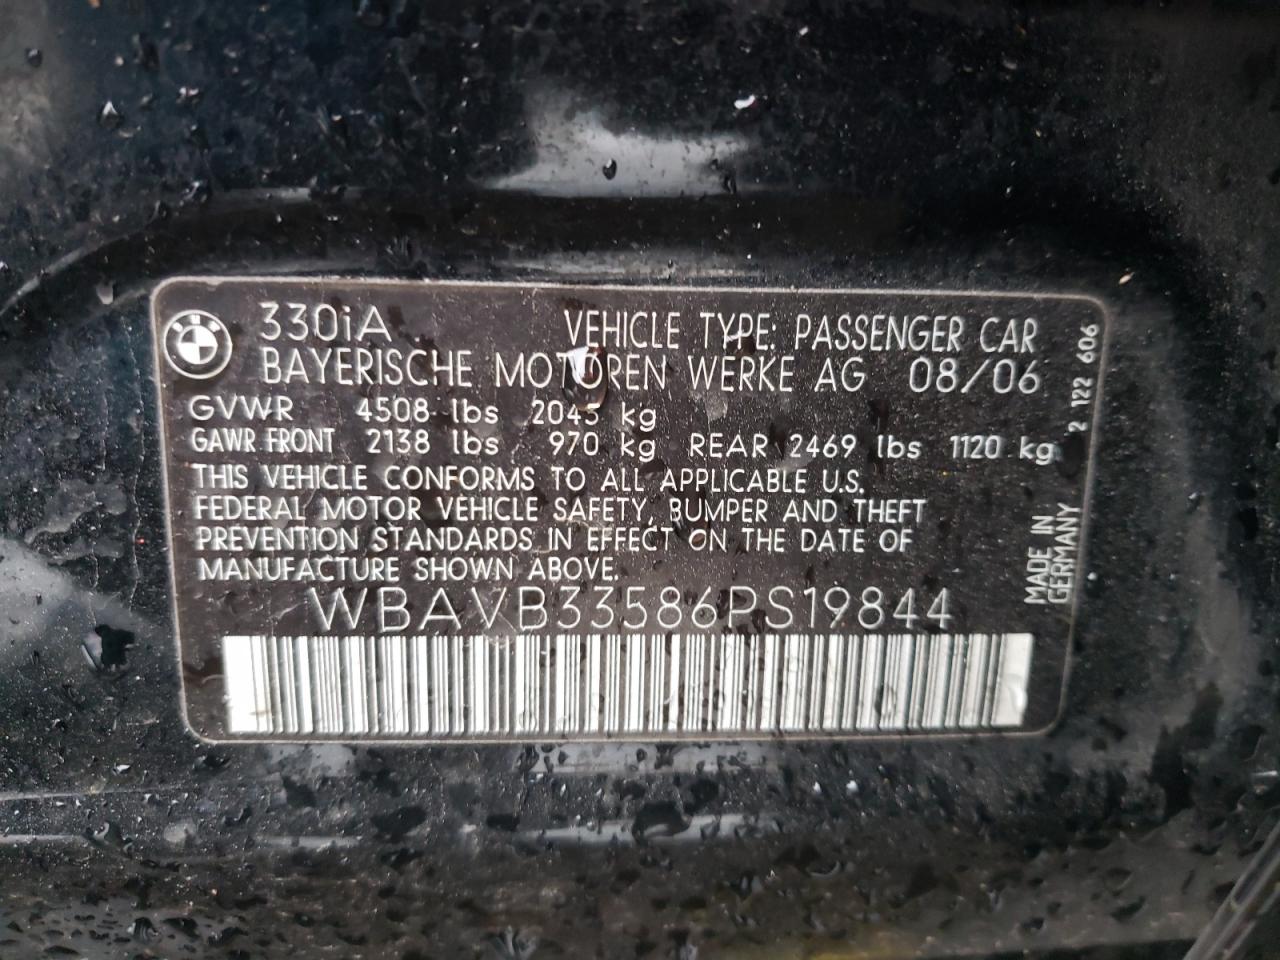 330iA VEHICLE TYPE: PASSENGER CAR
BAYERISCHE MOTOREN WERKE AG 08/06
GVWR 4508 lbs 2045 kg
GAWR FRONT 2138 lbs 970 kg REAR 2469 lbs 1120 kg
THIS VEHICLE CONFORMS TO ALL APPLICABLE U.S.
FEDERAL MOTOR VEHICLE SAFETY, BUMPER AND THEFT
PREVENTION STANDARDS IN EFFECT ON THE DATE OF
MANUFACTURE SHOWN ABOVE.
WBAVB33586PS19844
2 122 606
MADE IN
GERMANY